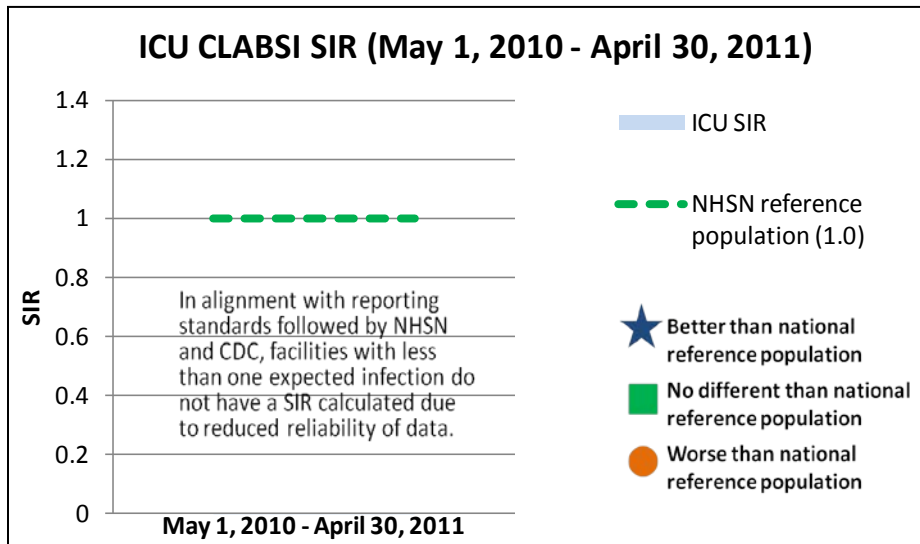 ICU CLABSI SIR (May 1, 2010 - April 30, 2011)
1.4
1.2
1
0.8
0.6
0.4
0.2
0
SIR
In alignment with reporting
standards followed by NHSN
and CDC, facilities with less
than one expected infection do
not have a SIR calculated due
to reduced reliability of data.
May 1, 2010 - April 30, 2011
ICU SIR
NHSN reference
population (1.0)
Better than national
reference population
No different than national
reference population
Worse than national
reference population